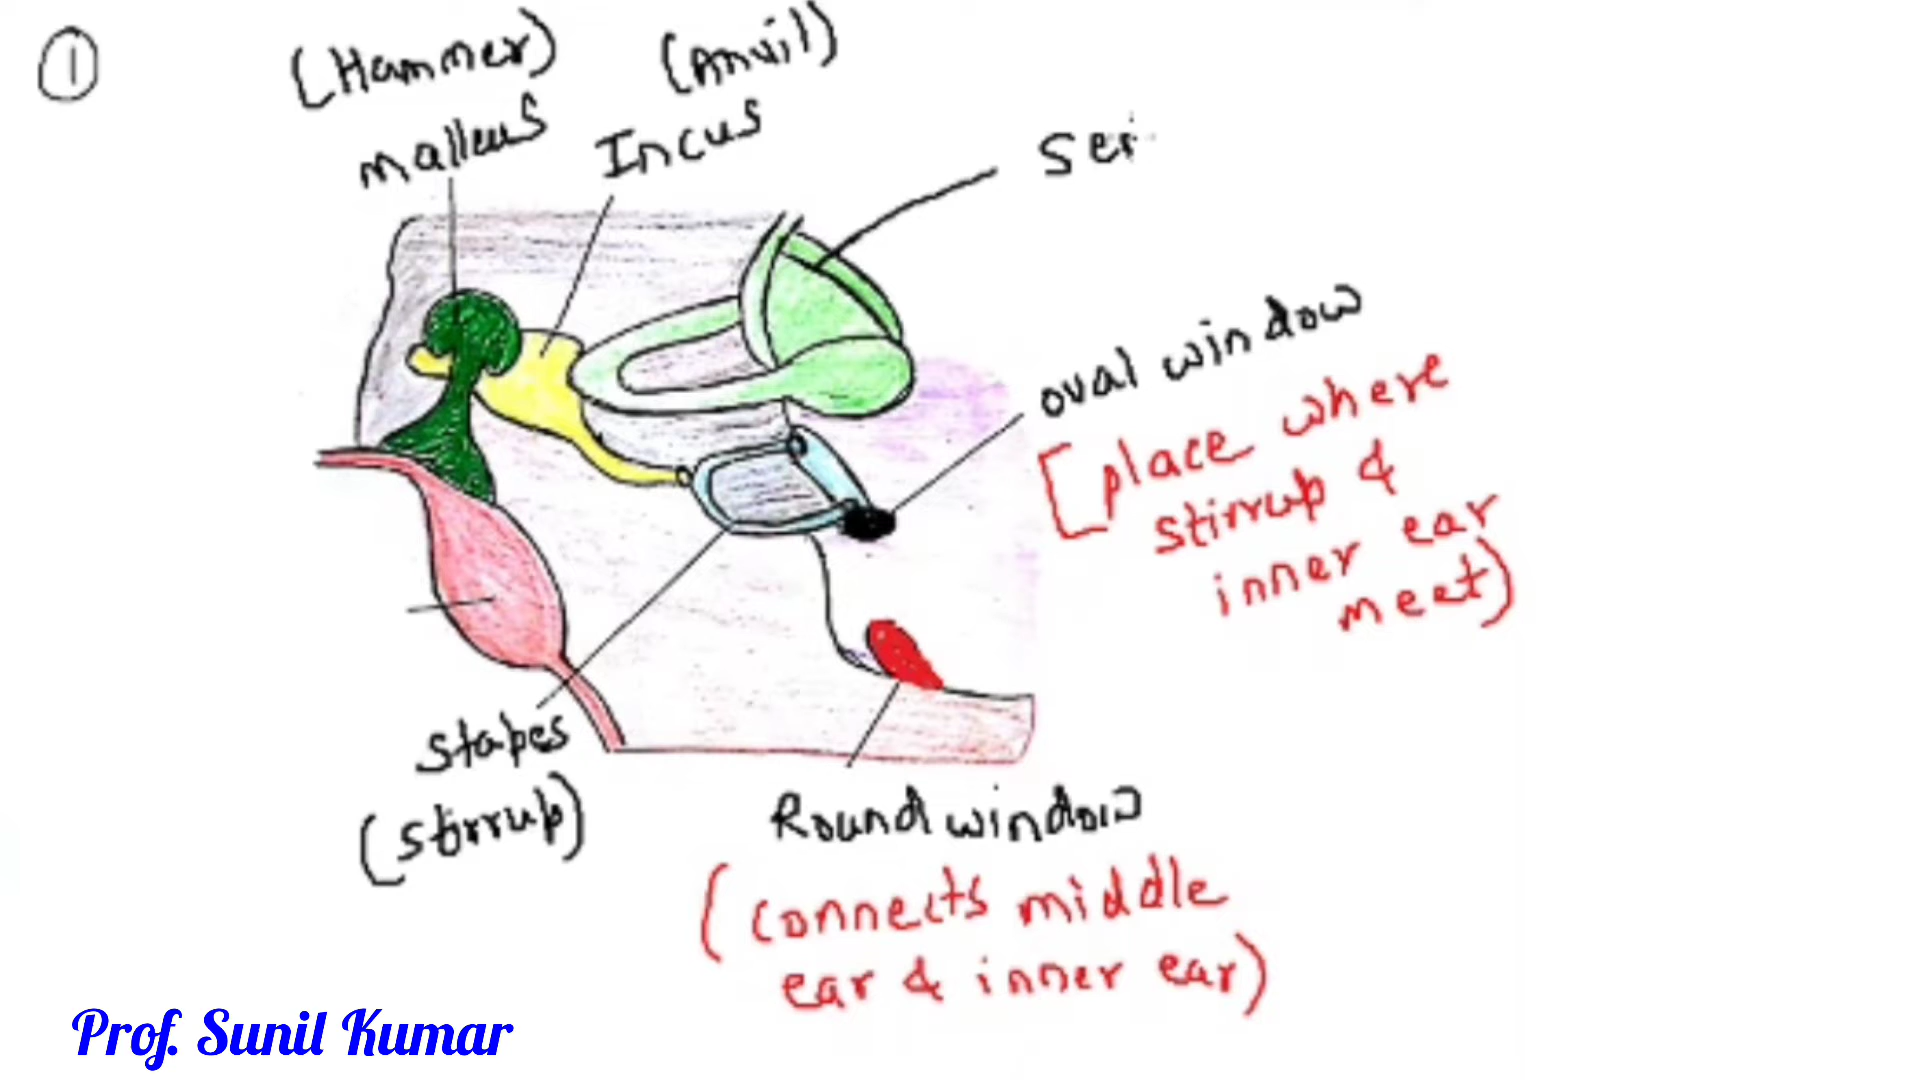 ①
(Hammer)
malleus
(Anvil)
Incus
Ser
oval window
[place where
stirrup &
inner ear
meet)
Stapes
(stirrup)
Round window
(connects middle
ear & inner ear)
Prof. Sunil Kumar